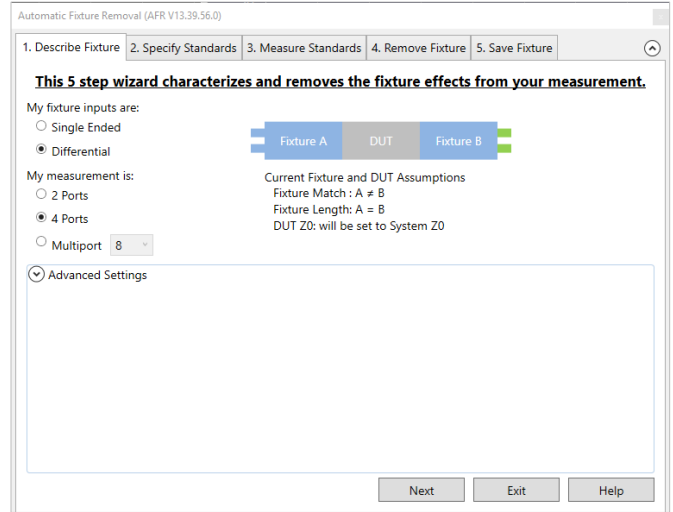 Automatic Fixture Removal (AFR V13.39.56.0)
1. Describe Fixture 2. Specify Standards 3. Measure Standards 4. Remove Fixture 5. Save Fixture
This 5 step wizard characterizes and removes the fixture effects from your measurement.
My fixture inputs are:
Single Ended
Differential
Fixture A DUT Fixture B
My measurement is:
2 Ports
4 Ports
Multiport 8
Current Fixture and DUT Assumptions
Fixture Match : A ≠ B
Fixture Length: A = B
DUT Z0: will be set to System Z0
Advanced Settings
Next Exit Help